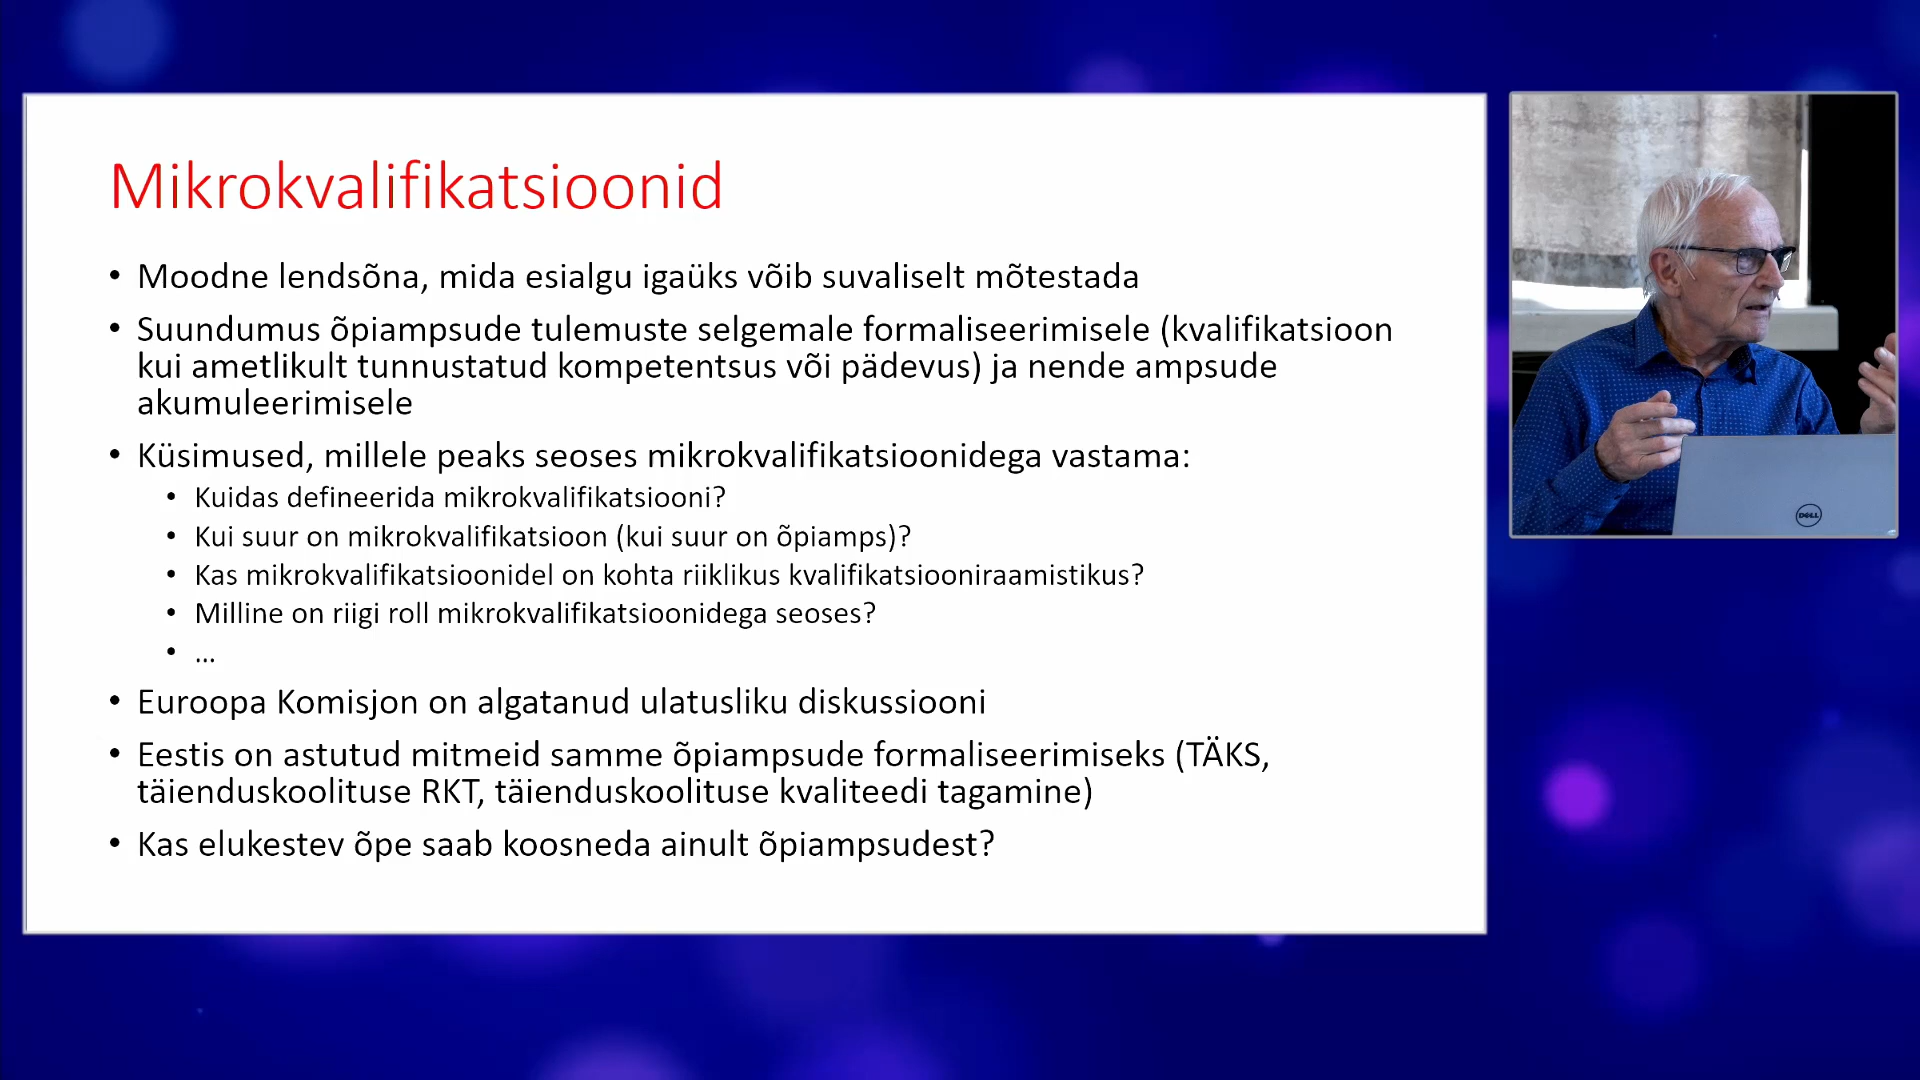 Mikrokvalifikatsioonid
• Moodne lendsõna, mida esialgu igaüks võib suvaliselt mõtestada
• Suundumus õpiampsude tulemuste selgemale formaliseerimisele (kvalifikatsioon
kui ametlikult tunnustatud kompetentsus või pädevus) ja nende ampsude
akumuleerimisele
• Küsimused, millele peaks seoses mikrokvalifikatsioonidega vastama:
• Kuidas defineerida mikrokvalifikatsiooni?
• Kui suur on mikrokvalifikatsioon (kui suur on õpiamps)?
• Kas mikrokvalifikatsioonidel on kohta riiklikus kvalifikatsiooniraamistikus?
• Milline on riigi roll mikrokvalifikatsioonidega seoses?
• ...
• Euroopa Komisjon on algatanud ulatusliku diskussiooni
• Eestis on astutud mitmeid samme õpiampsude formaliseerimiseks (TÄKS,
täienduskoolituse RKT, täienduskoolituse kvaliteedi tagamine)
• Kas elukestev õpe saab koosneda ainult õpiampsudest?
DELL